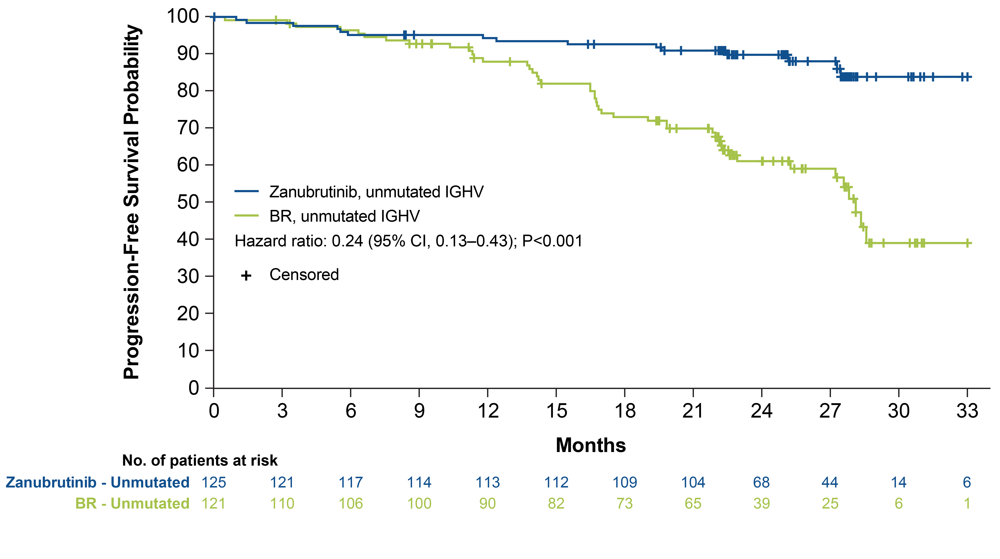 Progression-Free Survival Probability
100
90
80
70
60
50
40
30
20
10
0
Zanubrutinib, unmutated IGHV
BR, unmutated IGHV
Hazard ratio: 0.24 (95% CI, 0.13–0.43); P<0.001
+ Censored
0 3 6 9 12 15 18 21 24 27 30 33
Months
No. of patients at risk
Zanubrutinib - Unmutated 125 121 117 114 113 112 109 104 68 44 14 6
BR - Unmutated 121 110 106 100 90 82 73 65 39 25 6 1